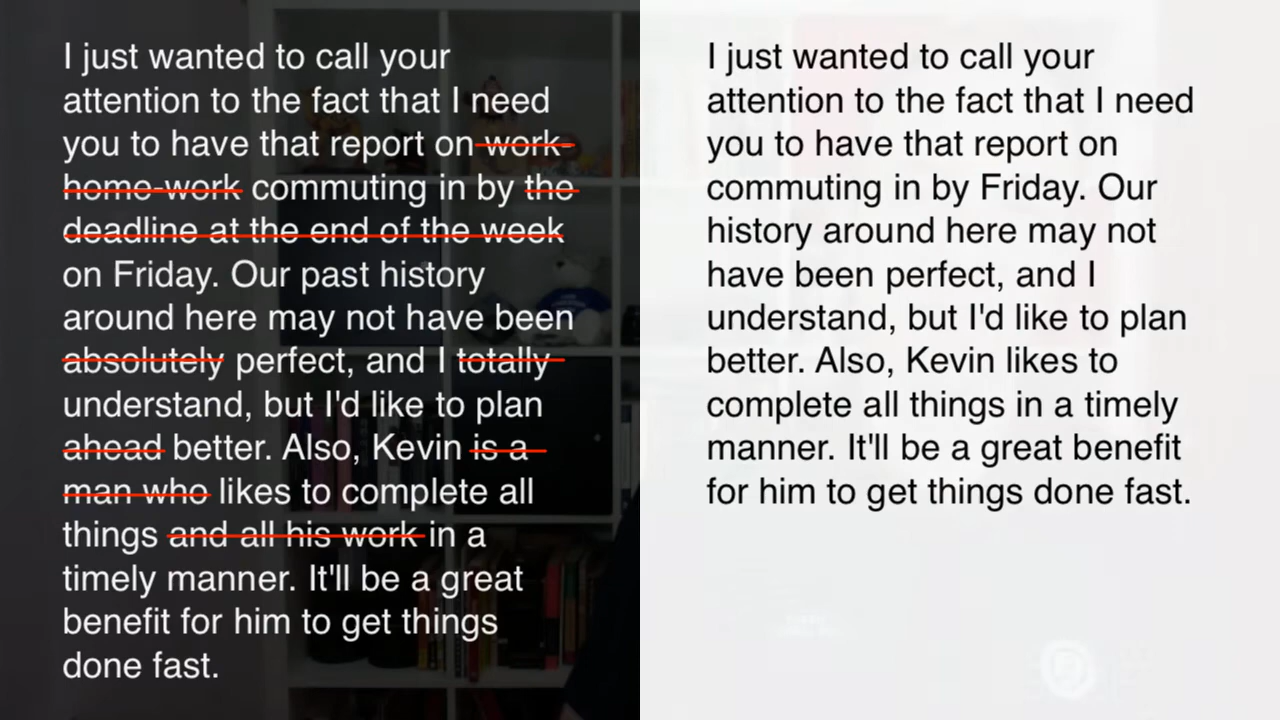 I just wanted to call your
attention to the fact that I need
you to have that report on work-
home-work commuting in by the
deadline at the end of the week
on Friday. Our past history
around here may not have been
absolutely perfect, and I totally
understand, but I'd like to plan
ahead better. Also, Kevin is a
man who likes to complete all
things and all his work in a
timely manner. It'll be a great
benefit for him to get things
done fast.
I just wanted to call your
attention to the fact that I need
you to have that report on
commuting in by Friday. Our
history around here may not
have been perfect, and I
understand, but I'd like to plan
better. Also, Kevin likes to
complete all things in a timely
manner. It'll be a great benefit
for him to get things done fast.